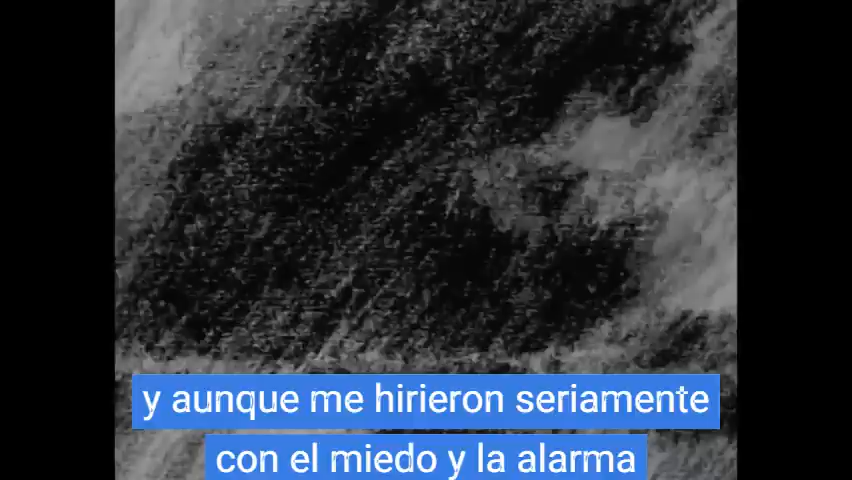 y aunque me hirieron seriamente
con el miedo y la alarma